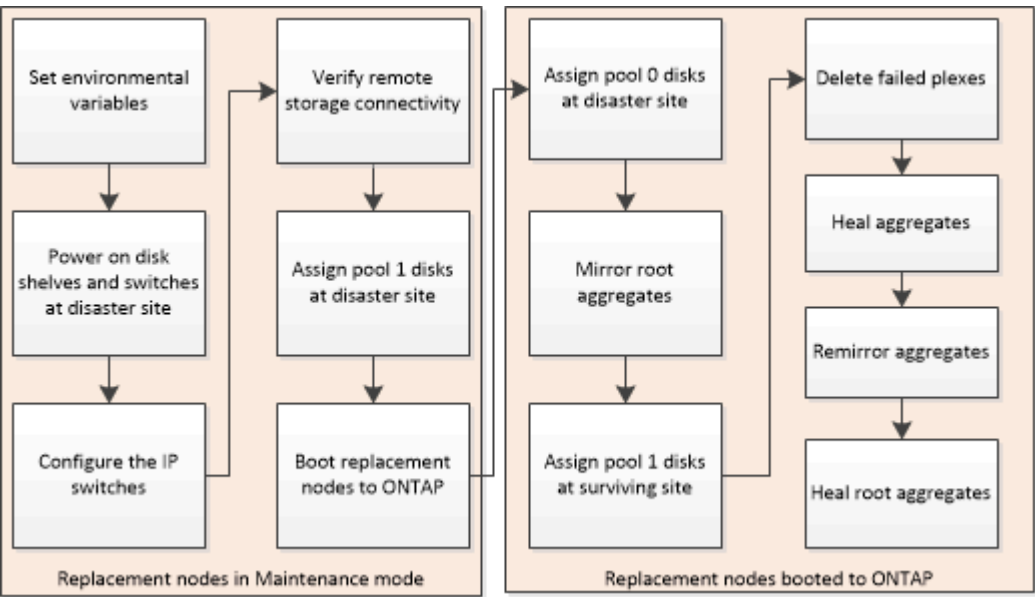 Set environmental
variables
Power on disk
shelves and switches
at disaster site
Configure the IP
switches
Verify remote
storage connectivity
Assign pool 1 disks
at disaster site
Boot replacement
nodes to ONTAP
Replacement nodes in Maintenance mode
Assign pool 0 disks
at disaster site
Mirror root
aggregates
Assign pool 1 disks
at surviving site
Delete failed plexes
Heal aggregates
Remirror aggregates
Heal root aggregates
Replacement nodes booted to ONTAP